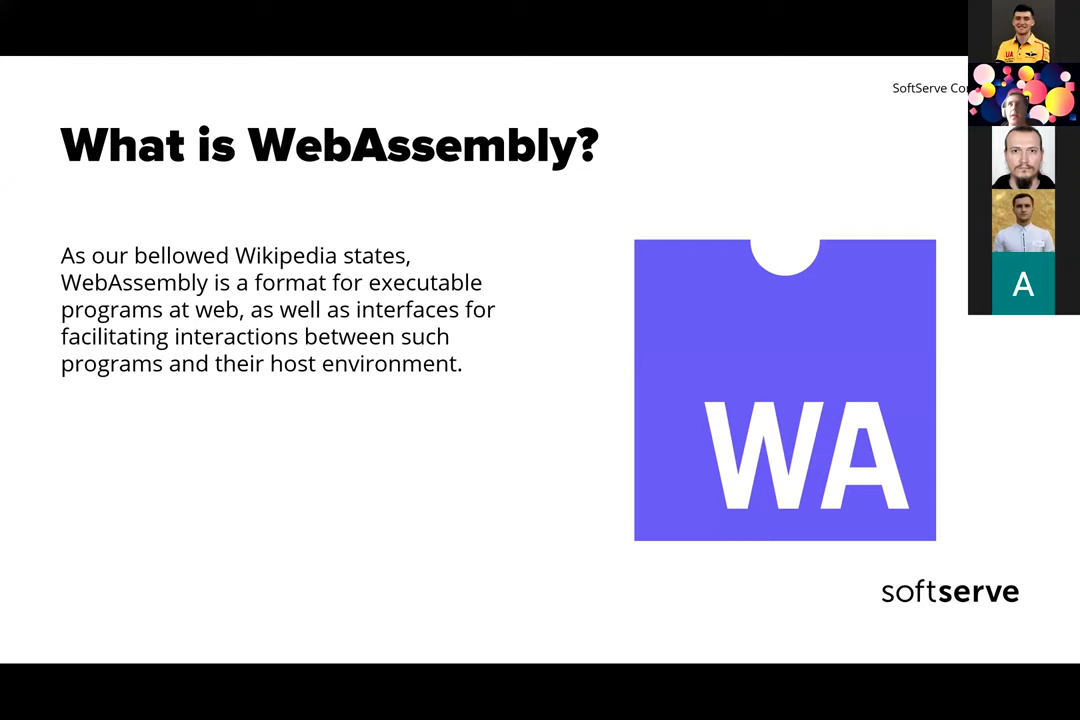 SoftServe
What is WebAssembly?
As our bellowed Wikipedia states,
WebAssembly is a format for executable
programs at web, as well as interfaces for
facilitating interactions between such
programs and their host environment.
A
WA
softserve